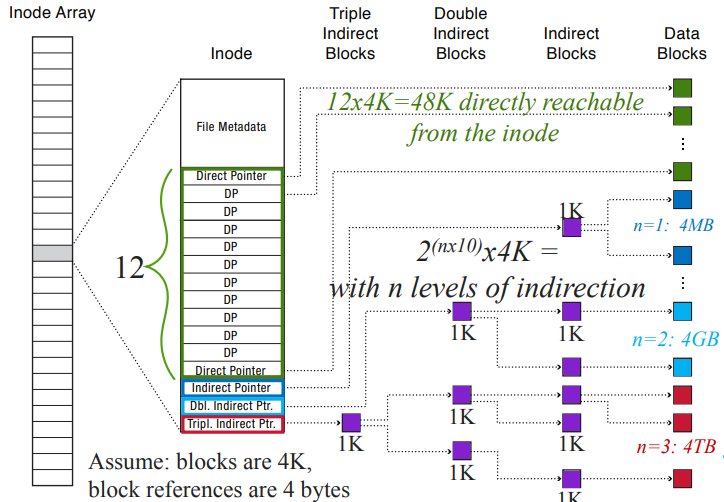 Inode Array
Triple
Indirect
Blocks
Double
Indirect
Blocks
Indirect
Blocks
Data
Blocks
Inode
File Metadata
12x4K=48K directly reachable
from the inode
Direct Pointer
DP
DP
DP
DP
DP
DP
DP
DP
DP
DP
Direct Pointer
Indirect Pointer
Dbl. Indirect Ptr.
Tripl. Indirect Ptr.
12
1K
n=1: 4MB
2(nx10)x4K =
with n levels of indirection
1K
1K
n=2: 4GB
1K
1K
1K
n=3: 4TB
1K
1K
Assume: blocks are 4K,
block references are 4 bytes